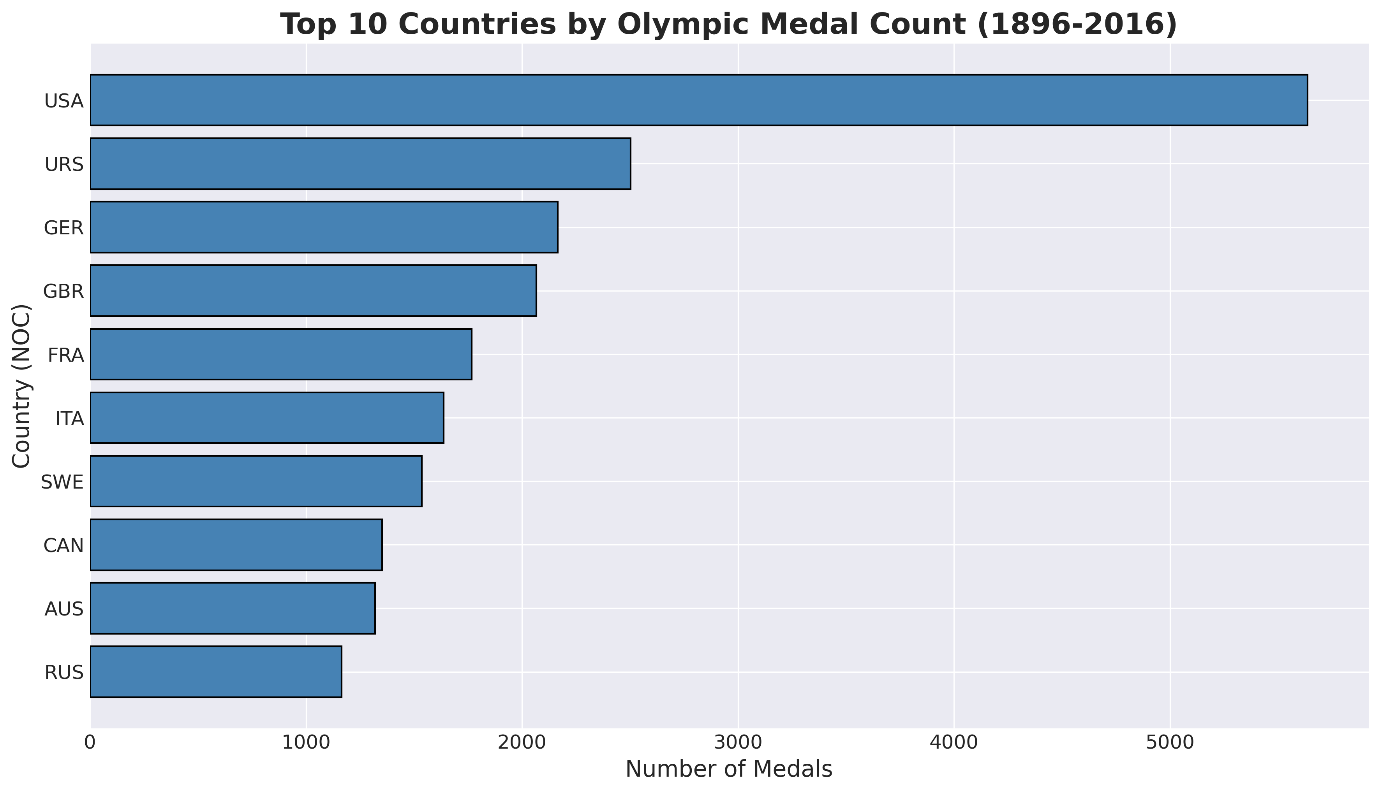 Top 10 Countries by Olympic Medal Count (1896-2016)
Country (NOC)
USA
URS
GER
GBR
FRA
ITA
SWE
CAN
AUS
RUS
0 1000 2000 3000 4000 5000
Number of Medals